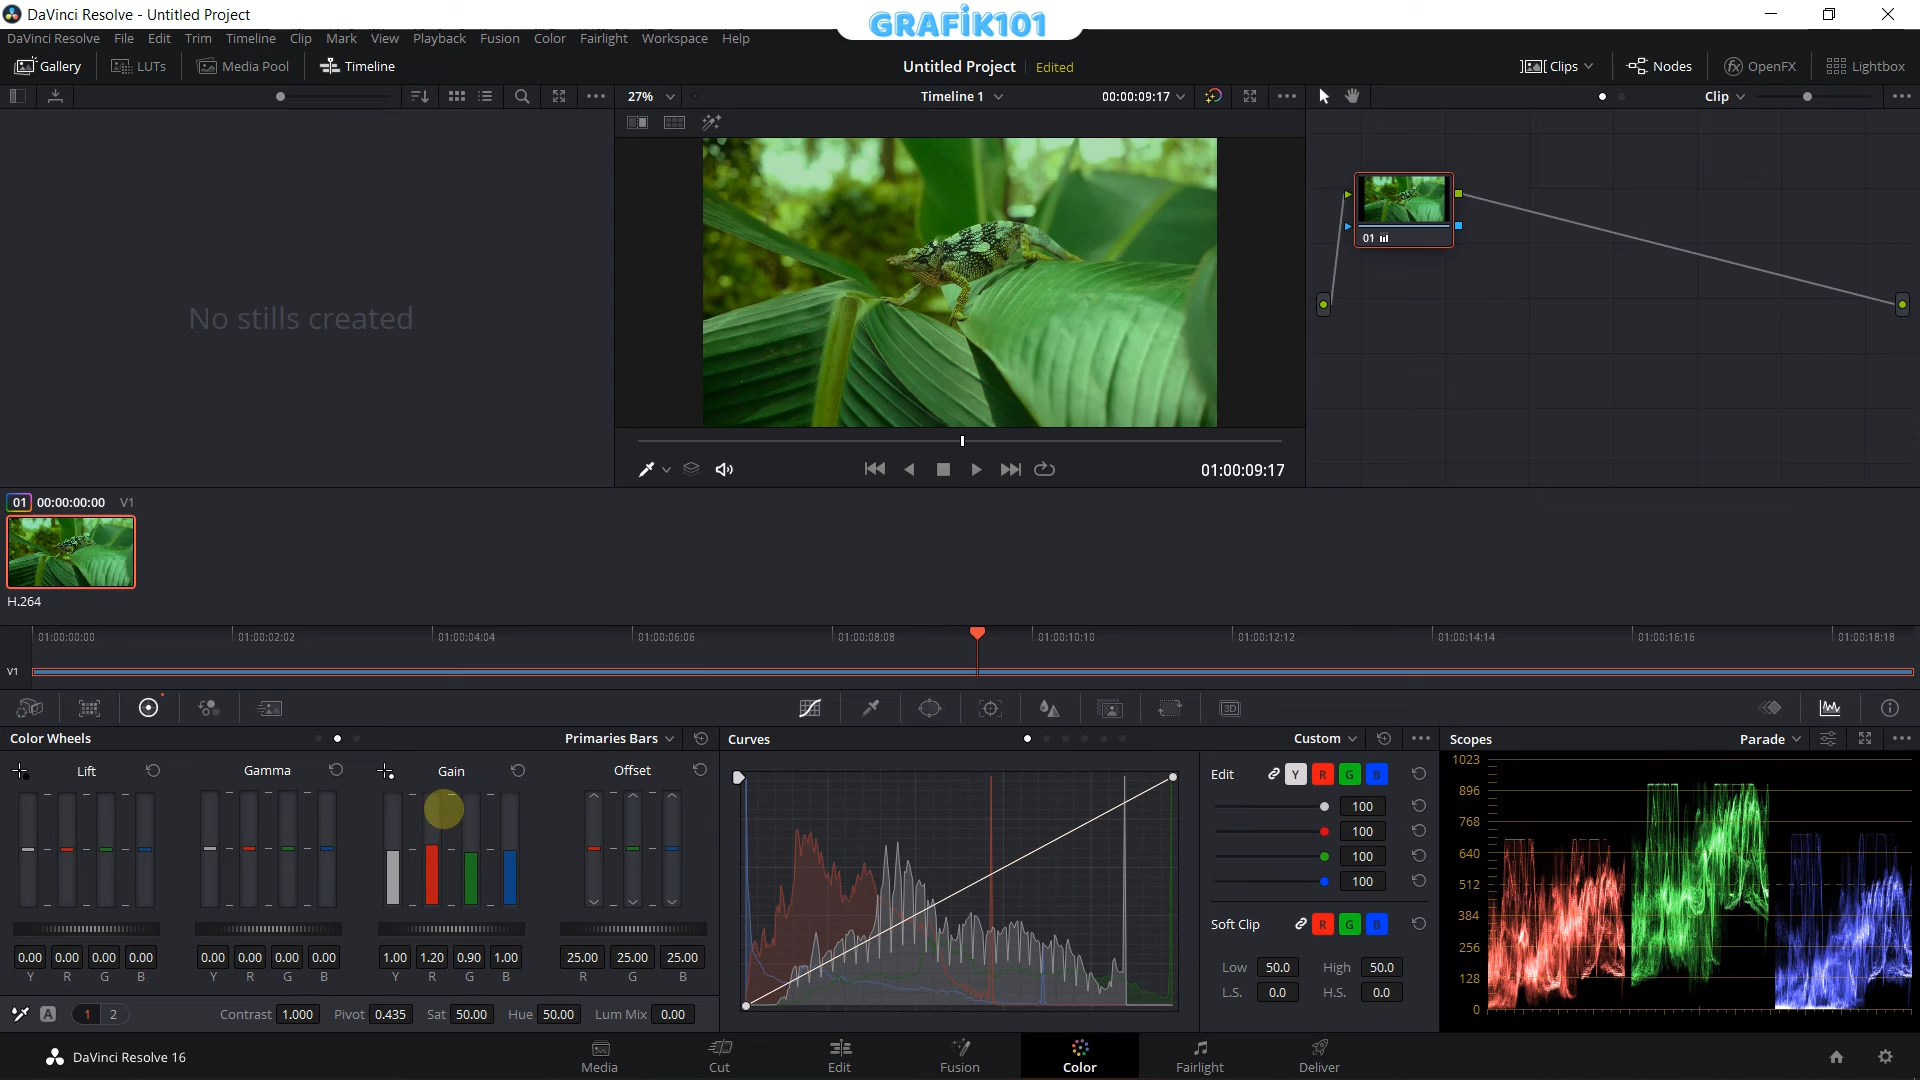 DaVinci Resolve - Untitled Project
GRAFİK101
DaVinci Resolve File Edit Trim Timeline Clip Mark View Playback Fusion Color Fairlight Workspace Help
Gallery LUTs Media Pool Timeline Untitled Project Edited Clips Nodes OpenFX Lightbox
27% Timeline 1 00:00:09:17 Clip
No stills created
01 iii
01:00:09:17
01 00:00:00:00 V1
H.264
01:00:00:00 01:00:02:02 01:00:04:04 01:00:06:06 01:00:08:08 01:00:10:10 01:00:12:12 01:00:14:14 01:00:16:16 01:00:18:18
V1
3D
Color Wheels Primaries Bars Curves Custom Scopes Parade
Lift Gamma Gain Offset
0.00 0.00 0.00 0.00 0.00 0.00 0.00 0.00 1.00 1.20 0.90 1.00 25.00 25.00 25.00
Y R G B Y R G B Y R G B R G B
A 1 2 Contrast 1.000 Pivot 0.435 Sat 50.00 Hue 50.00 Lum Mix 0.00
Edit Y R G B
100
100
100
100
Soft Clip R G B
Low 50.0 High 50.0
L.S. 0.0 H.S. 0.0
1023
896
768
640
512
384
256
128
0
DaVinci Resolve 16 Media Cut Edit Fusion Color Fairlight Deliver